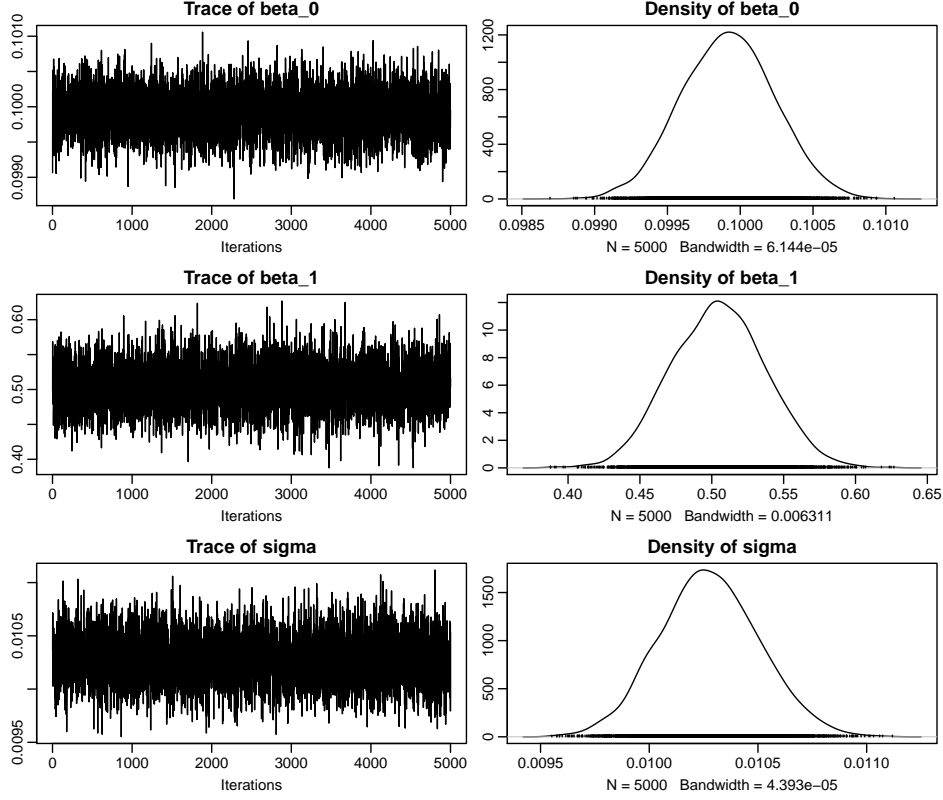 Trace of beta_0
0.0990 0.1000 0.1010
0 1000 2000 3000 4000 5000
Iterations
Density of beta_0
0 400 800 1200
0.0985 0.0990 0.0995 0.1000 0.1005 0.1010
N = 5000 Bandwidth = 6.144e−05
Trace of beta_1
0.40 0.50 0.60
0 1000 2000 3000 4000 5000
Iterations
Density of beta_1
0 2 4 6 8 10
0.40 0.45 0.50 0.55 0.60 0.65
N = 5000 Bandwidth = 0.006311
Trace of sigma
0.0095 0.0105
0 1000 2000 3000 4000 5000
Iterations
Density of sigma
0 500 1000 1500
0.0095 0.0100 0.0105 0.0110
N = 5000 Bandwidth = 4.393e−05